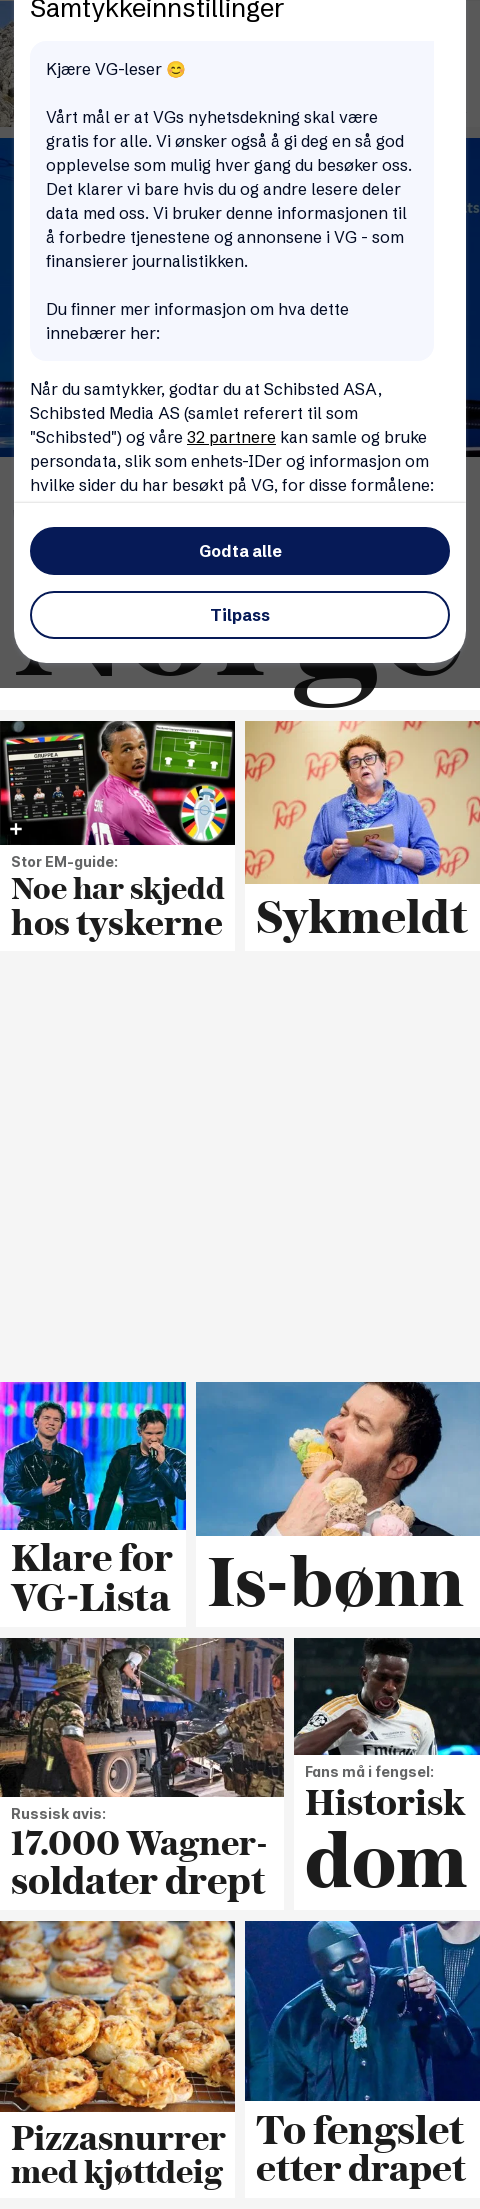 Samtykkeinnstillinger
Kjære VG-leser 😊
Vårt mål er at VGs nyhetsdekning skal være
gratis for alle. Vi ønsker også å gi deg en så god
opplevelse som mulig hver gang du besøker oss.
Det klarer vi bare hvis du og andre lesere deler
data med oss. Vi bruker denne informasjonen til
å forbedre tjenestene og annonsene i VG - som
finansierer journalistikken.
Du finner mer informasjon om hva dette
innebærer her:
Når du samtykker, godtar du at Schibsted ASA,
Schibsted Media AS (samlet referert til som
"Schibsted") og våre 32 partnere kan samle og bruke
persondata, slik som enhets-IDer og informasjon om
hvilke sider du har besøkt på VG, for disse formålene:
Godta alle
Tilpass
GRUPPE A
Stor EM-guide:
Noe har skjedd
hos tyskerne
KrF
Sykmeldt
Klare for
VG-Lista
Is-bønn
Russisk avis:
17.000 Wagner-
soldater drept
Fans må i fengsel:
Historisk
dom
Pizzasnurrer
med kjøttdeig
To fengslet
etter drapet